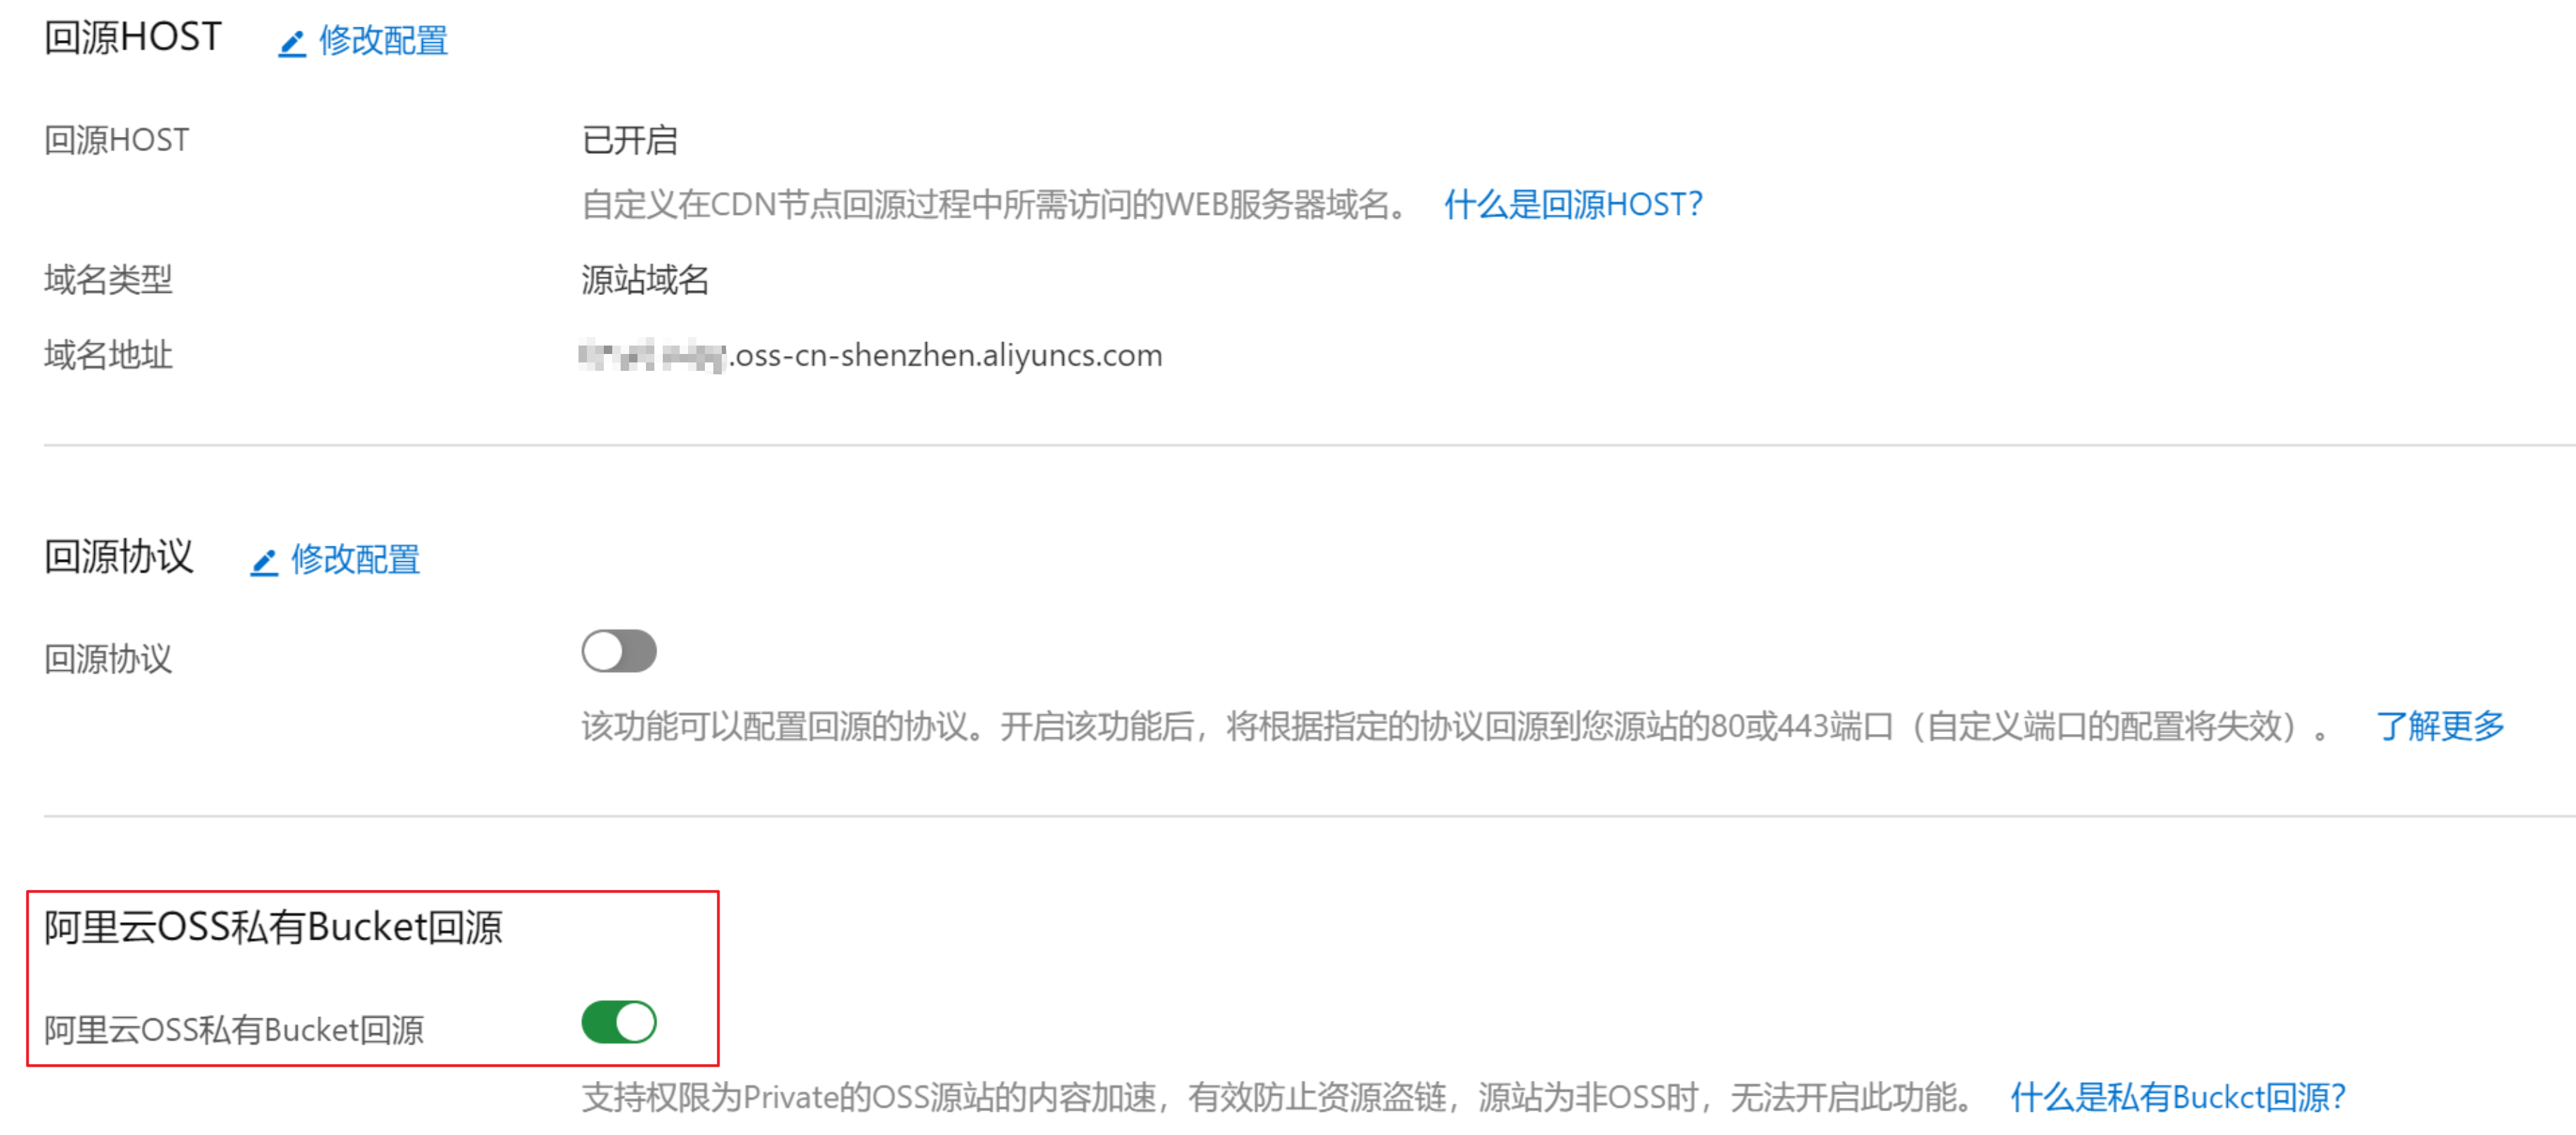 回源HOST 修改配置
回源HOST 已开启
自定义在CDN节点回源过程中所需访问的WEB服务器域名。 什么是回源HOST?
域名类型 源站域名
域名地址 .oss-cn-shenzhen.aliyuncs.com
回源协议 修改配置
回源协议
该功能可以配置回源的协议。开启该功能后，将根据指定的协议回源到您源站的80或443端口（自定义端口的配置将失效）。 了解更多
阿里云OSS私有Bucket回源
阿里云OSS私有Bucket回源
支持权限为Private的OSS源站的内容加速，有效防止资源盗链，源站为非OSS时，无法开启此功能。 什么是私有Buckct回源?